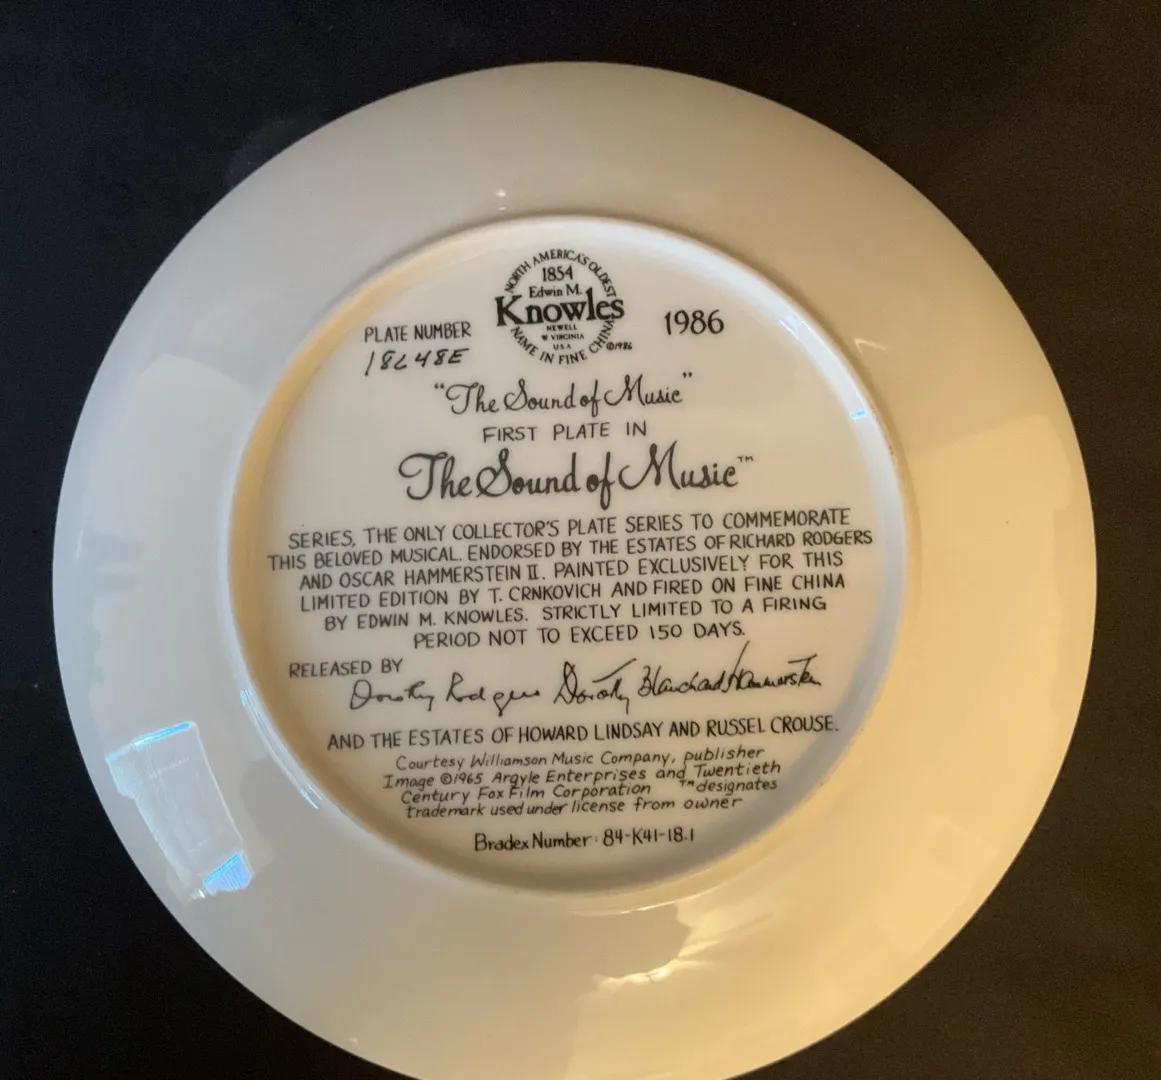 NORTH AMERICA'S OLDEST
1854
Edwin M.
Knowles
NEWELL
W VIRGINIA
U.S.A
NAME IN FINE CHINA
©1986
1986
PLATE NUMBER
"The Sound of Music"
FIRST PLATE IN
The Sound of Music™
SERIES, THE ONLY COLLECTOR'S PLATE SERIES TO COMMEMORATE
THIS BELOVED MUSICAL. ENDORSED BY THE ESTATES OF RICHARD RODGERS
AND OSCAR HAMMERSTEIN II. PAINTED EXCLUSIVELY FOR THIS
LIMITED EDITION BY T. CRNKOVICH AND FIRED ON FINE CHINA
BY EDWIN M. KNOWLES. STRICTLY LIMITED TO A FIRING
PERIOD NOT TO EXCEED 150 DAYS.
RELEASED BY
Dorothy Rodgers Dorothy Blanchard Hammerstein
AND THE ESTATES OF HOWARD LINDSAY AND RUSSEL CROUSE.
Courtesy Williamson Music Company, publisher
Image ©1965 Argyle Enterprises and Twentieth
Century Fox Film Corporation ™designates
trademark used under license from owner
Bradex Number: 84-K41-18.1